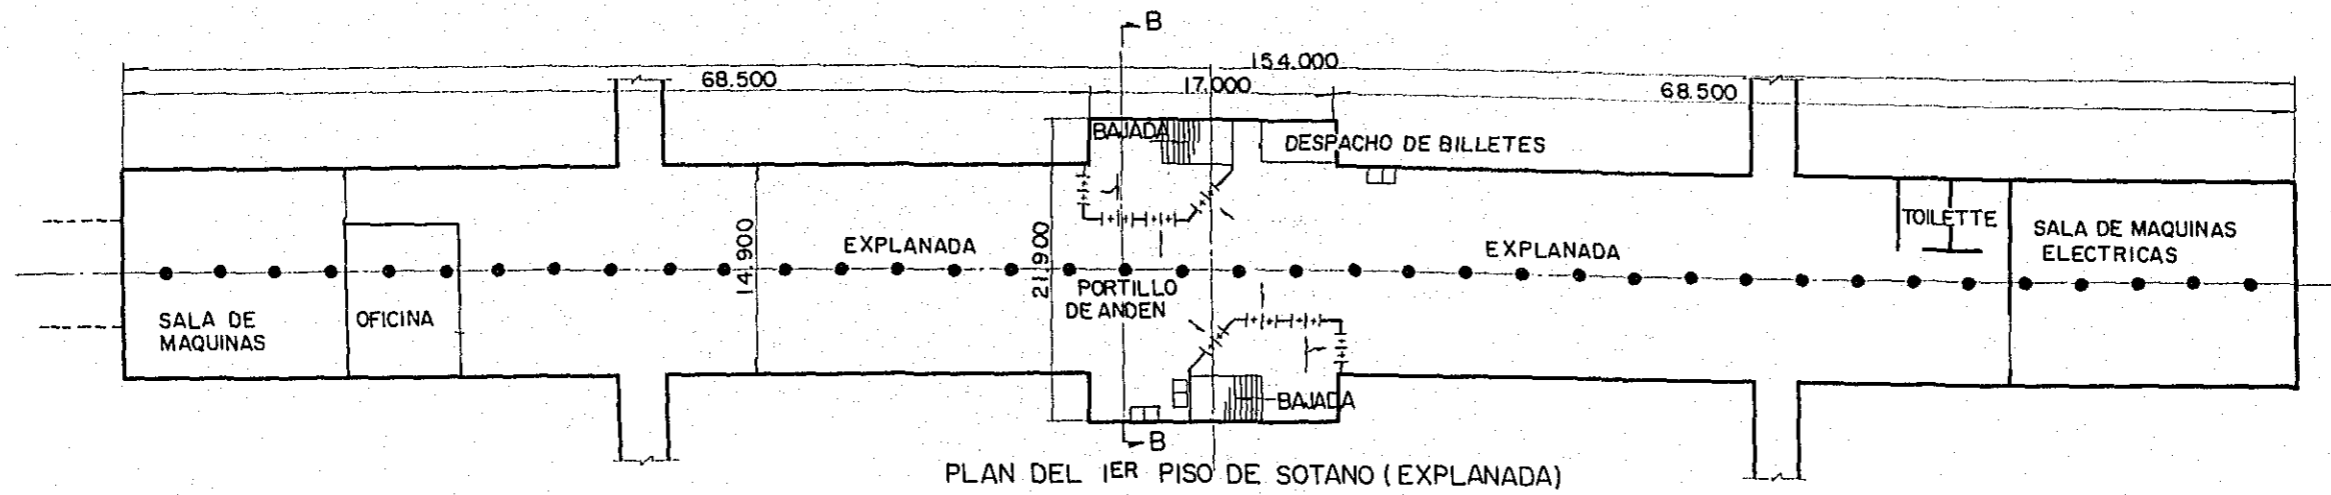 B
154.000
68.500
17.000
68.500
BAJADA
DESPACHO DE BILLETES
14.900
21.900
EXPLANADA
EXPLANADA
TOILETTE
SALA DE MAQUINAS
ELECTRICAS
PORTILLO
DE ANDEN
SALA DE
MAQUINAS
OFICINA
BAJADA
B
PLAN DEL 1ER PISO DE SOTANO (EXPLANADA)